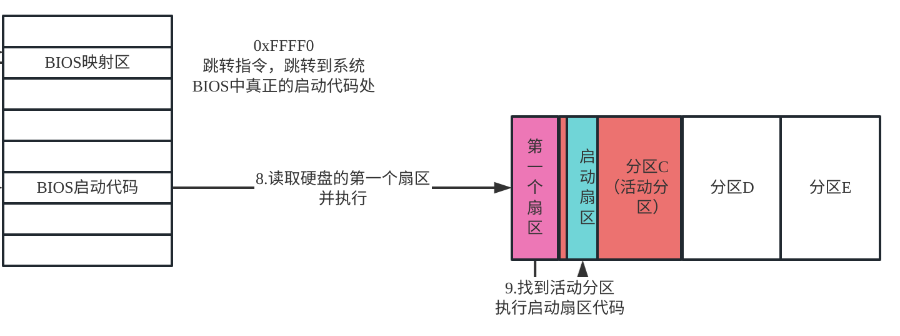 BIOS映射区
0xFFFF0
跳转指令，跳转到系统
BIOS中真正的启动代码处
BIOS启动代码
8.读取硬盘的第一个扇区
并执行
第
一
个
扇
区
启
动
扇
区
分区C
（活动分
区）
分区D
分区E
9.找到活动分区
执行启动扇区代码